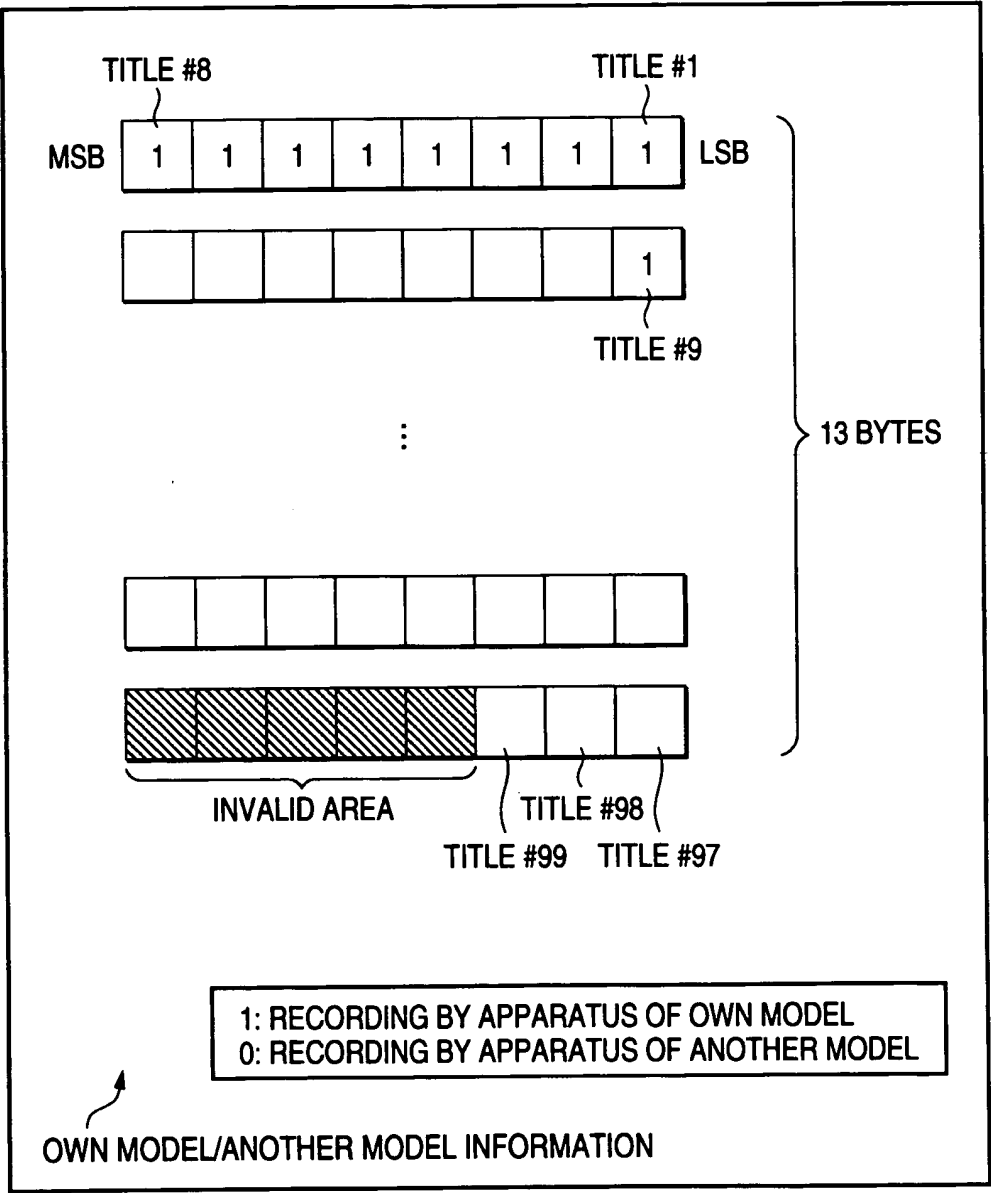 TITLE #8 TITLE #1
MSB 1 1 1 1 1 1 1 1 LSB
1
TITLE #9
13 BYTES
INVALID AREA TITLE #98
TITLE #99 TITLE #97
1: RECORDING BY APPARATUS OF OWN MODEL
0: RECORDING BY APPARATUS OF ANOTHER MODEL
OWN MODEL/ANOTHER MODEL INFORMATION